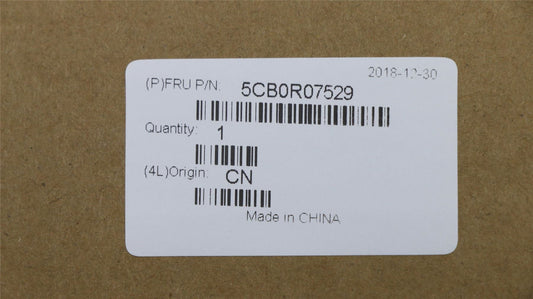 2018-12-30
(P)FRU P/N: 5CB0R07529
Quantity: 1
(4L)Origin: CN
Made in CHINA